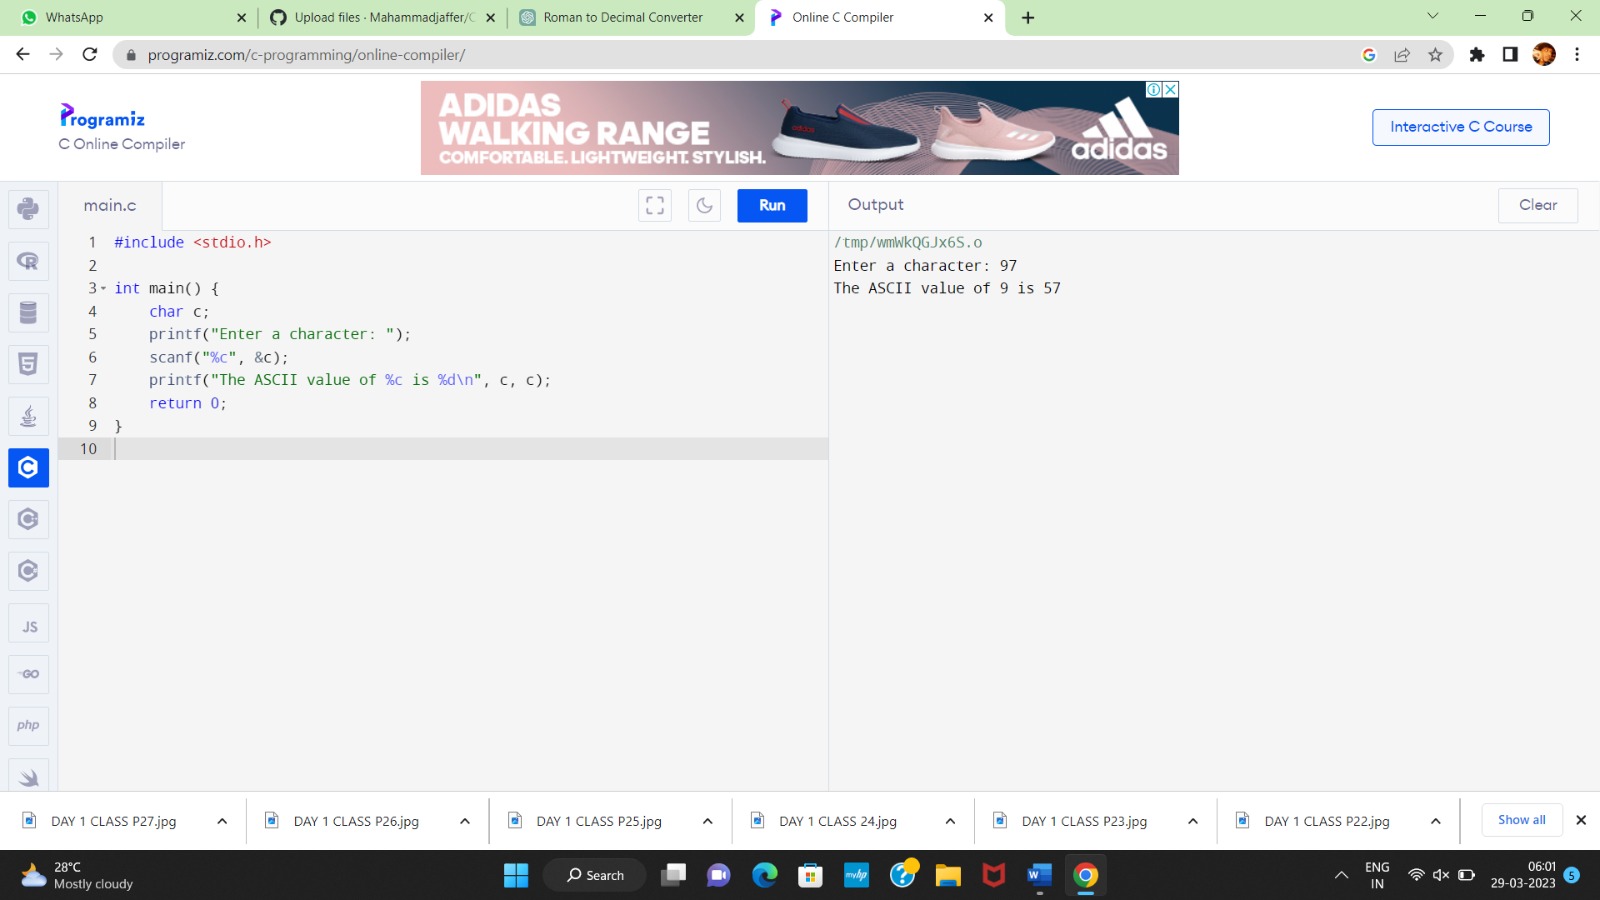 WhatsApp
Upload files · Mahammadjaffer/C
Roman to Decimal Converter
Online C Compiler
programiz.com/c-programming/online-compiler/
Programiz
C Online Compiler
ADIDAS
WALKING RANGE
COMFORTABLE. LIGHTWEIGHT. STYLISH.
adidas
adidas
Interactive C Course
main.c
Run
Output
Clear
1 #include <stdio.h>
2
3 int main() {
4 char c;
5 printf("Enter a character: ");
6 scanf("%c", &c);
7 printf("The ASCII value of %c is %d\n", c, c);
8 return 0;
9 }
10
/tmp/wmWkQGJx6S.o
Enter a character: 97
The ASCII value of 9 is 57
R
5
C
C
C
JS
GO
php
DAY 1 CLASS P27.jpg
DAY 1 CLASS P26.jpg
DAY 1 CLASS P25.jpg
DAY 1 CLASS 24.jpg
DAY 1 CLASS P23.jpg
DAY 1 CLASS P22.jpg
Show all
28°C
Mostly cloudy
Search
myhp
W
ENG
IN
06:01
29-03-2023
5